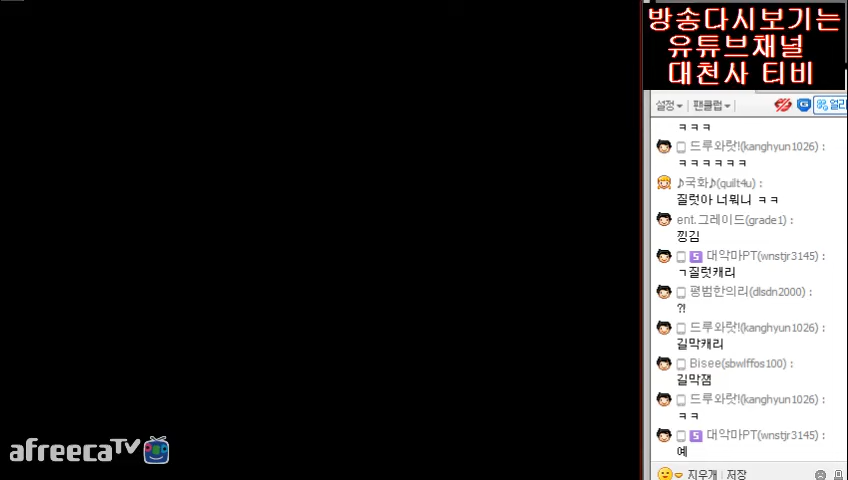 방송다시보기는
유튜브채널
대천사 티비
설정 팬클럽 얼리
ㅋㅋㅋ
드루와랏!(kanghyun1026) :
ㅋㅋㅋㅋㅋㅋ
♪국화♪(quilt4u) :
질럿아 너뭐니 ㅋㅋ
ent.그레이드(grade1) :
낑김
S 대악마PT(wnstjr3145) :
ㄱ질럿캐리
평범한의리(dlsdn2000) :
?!
드루와랏!(kanghyun1026) :
길막캐리
Bisee(sbwlffos100) :
길막잼
드루와랏!(kanghyun1026) :
ㅋㅋ
S 대악마PT(wnstjr3145) :
예
지우개 저장
afreecaTV